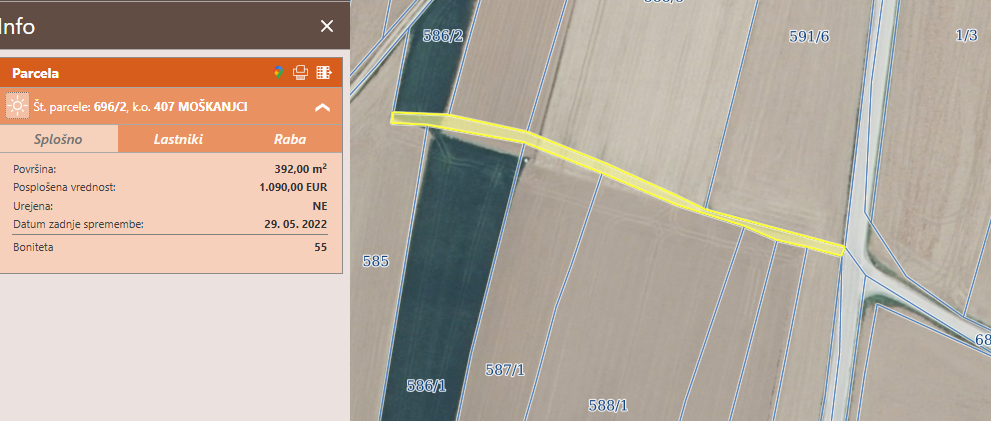 Info
Parcela
Št. parcele: 696/2, k.o. 407 MOŠKANJCI
Splošno Lastniki Raba
Površina: 392,00 m²
Posplošena vrednost: 1.090,00 EUR
Urejena: NE
Datum zadnje spremembe: 29. 05. 2022
Boniteta 55
586/2
591/6
1/3
585
586/1
587/1
588/1
68